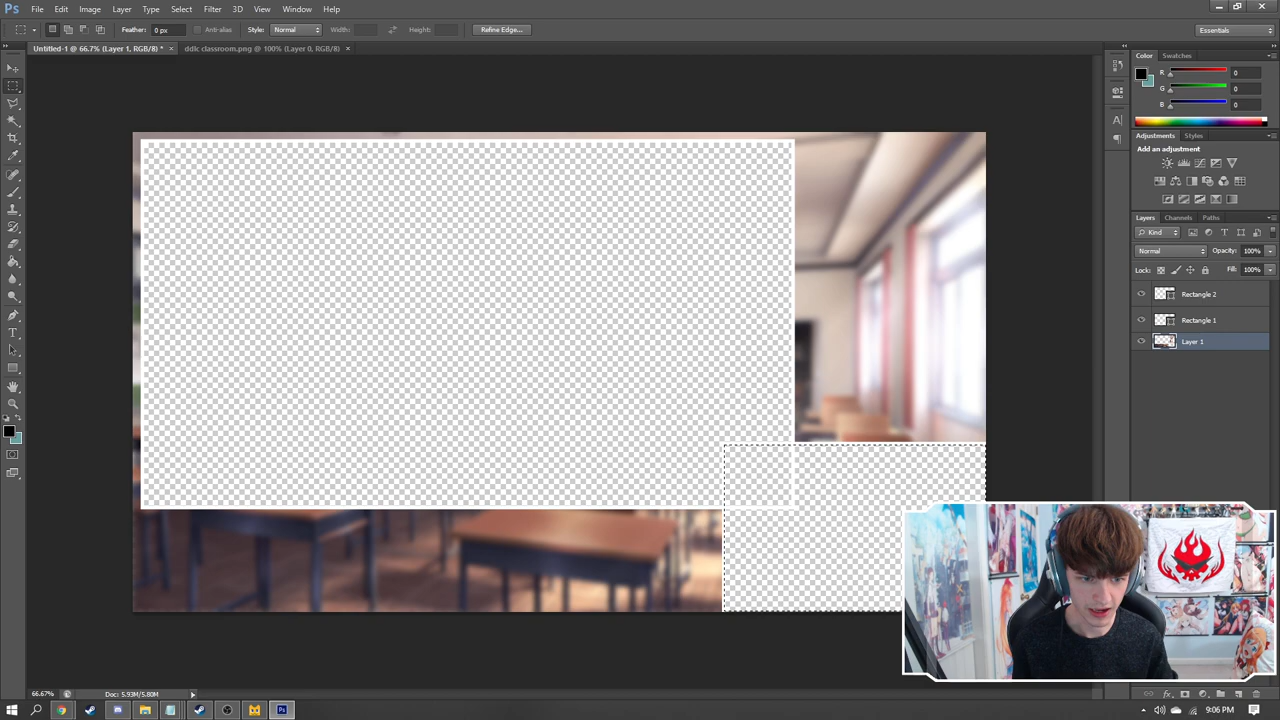 Ps File Edit Image Layer Type Select Filter 3D View Window Help
Feather: 0 px Anti-alias Style: Normal Width: Height: Refine Edge... Essentials
Untitled-1 @ 66.7% (Layer 1, RGB/8) * × ddlc classroom.png @ 100% (Layer 0, RGB/8) ×
Color Swatches
R 0
G 0
B 0
Adjustments Styles
Add an adjustment
Layers Channels Paths
Kind
Normal Opacity: 100%
Lock: Fill: 100%
Rectangle 2
Rectangle 1
Layer 1
66.67% Doc: 5.93M/5.80M
9:06 PM